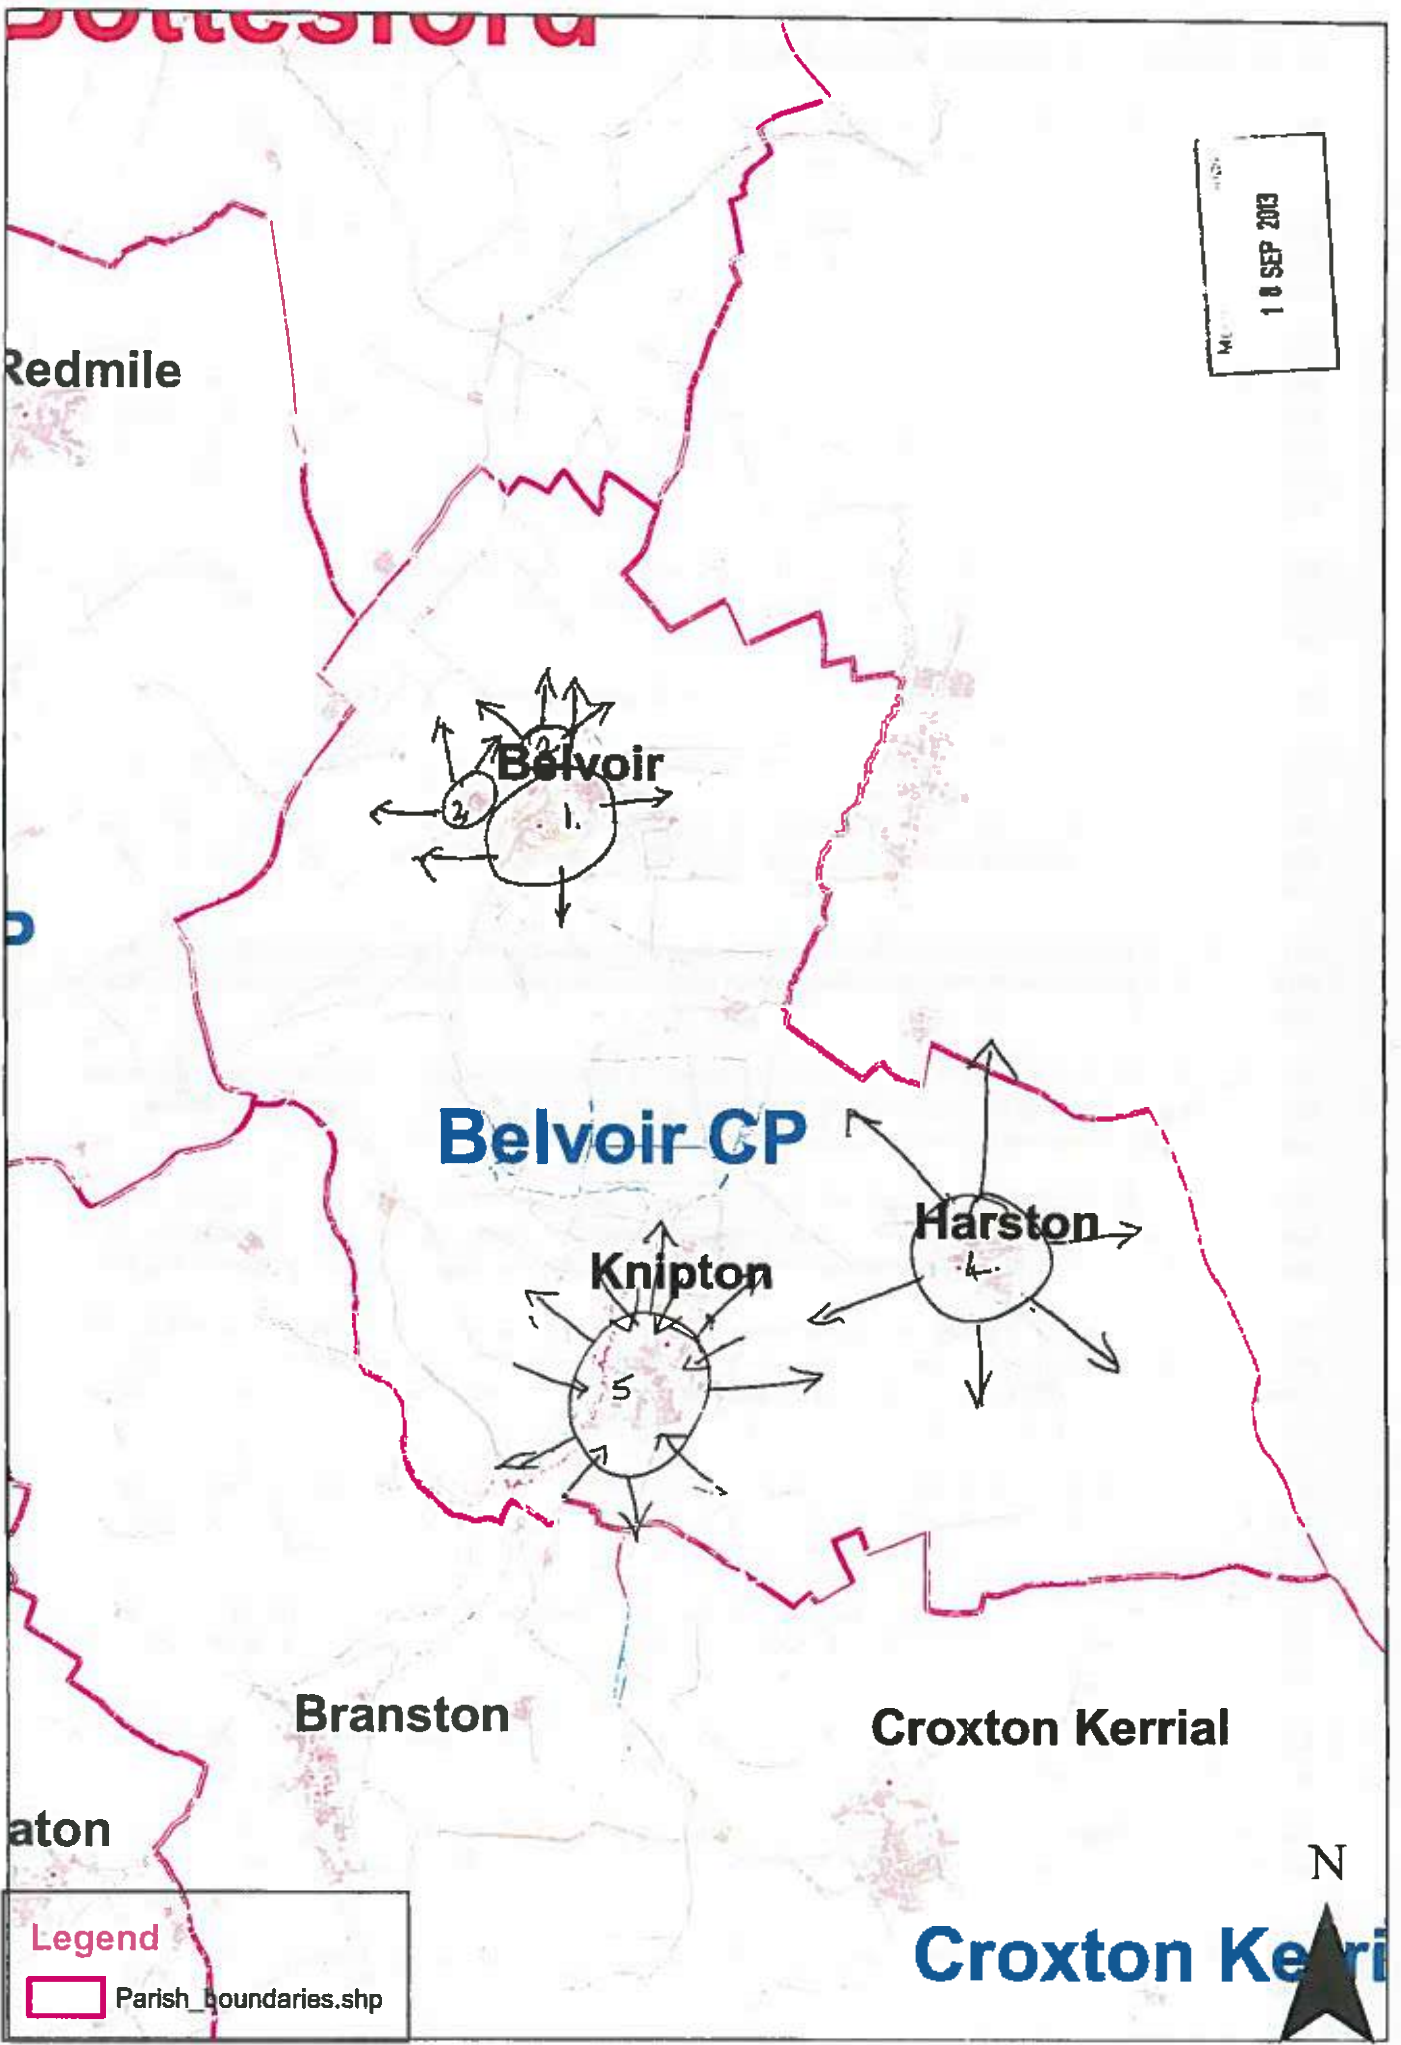 Bottesford
18 SEP 2013
Redmile
2
Belvoir
2
1.
P
Belvoir CP
Harston
4.
Knipton
5
Branston
Croxton Kerrial
aton
N
Legend
Croxton Kerri
Parish_boundaries.shp